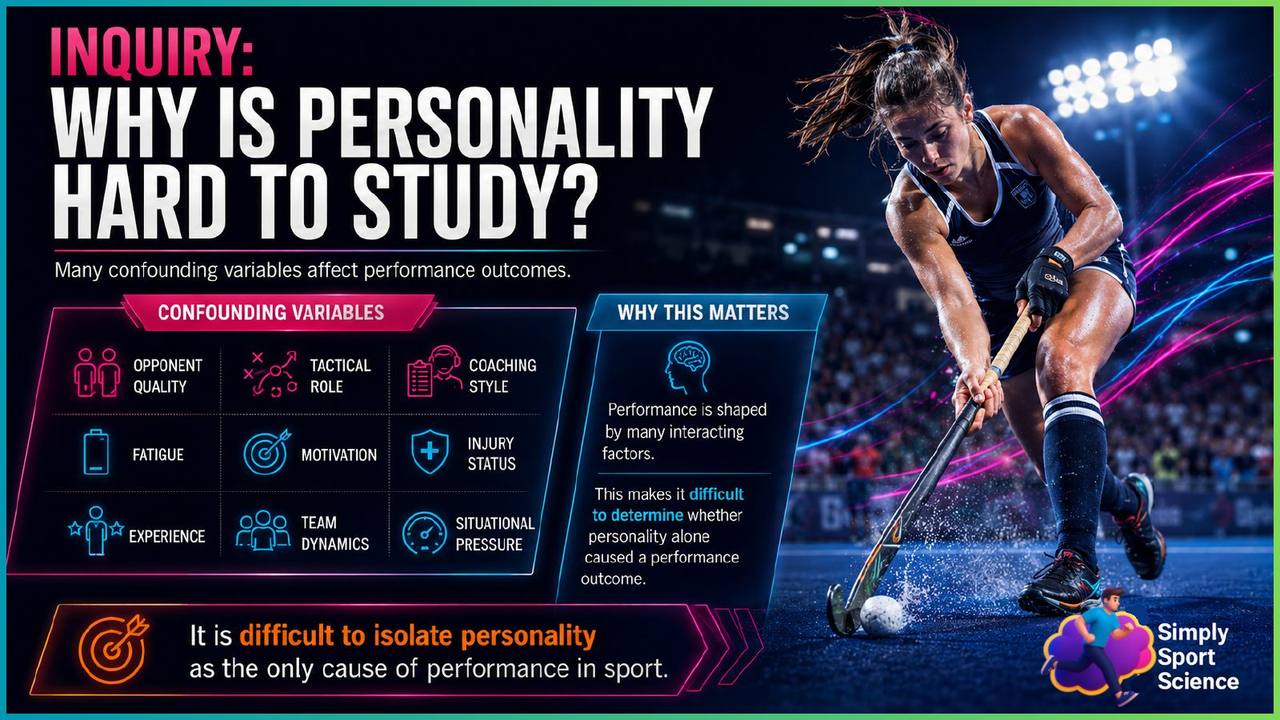 INQUIRY:
WHY IS PERSONALITY
HARD TO STUDY?
Many confounding variables affect performance outcomes.
CONFOUNDING VARIABLES
OPPONENT
QUALITY
TACTICAL
ROLE
COACHING
STYLE
FATIGUE
MOTIVATION
INJURY
STATUS
EXPERIENCE
TEAM
DYNAMICS
SITUATIONAL
PRESSURE
WHY THIS MATTERS
Performance is shaped
by many interacting
factors.
This makes it difficult
to determine whether
personality alone
caused a performance
outcome.
It is difficult to isolate personality
as the only cause of performance in sport.
Simply
Sport
Science